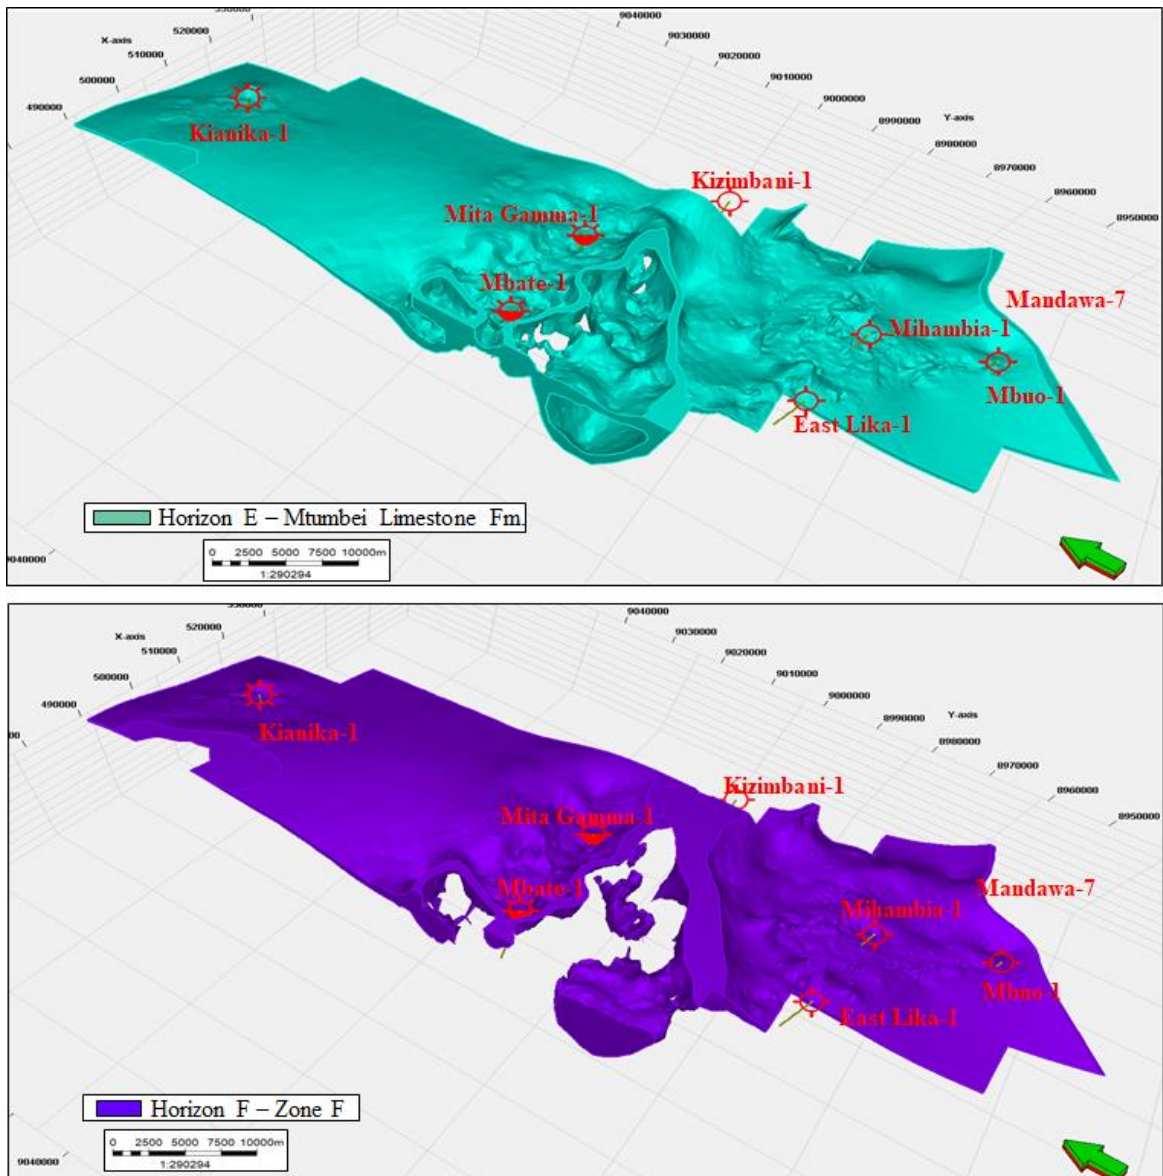 530000
9040000
X-axis
520000
9030000
510000
9020000
500000
9010000
490000
9000000
8990000
Y-axis
8980000
8970000
8960000
8950000
Kianika-1
Kizimbani-1
Mita Gamma-1
Mbate-1
Mandawa-7
Mihambia-1
Mbuo-1
East Lika-1
Horizon E – Mtumbei Limestone Fm.
9040000
0 2500 5000 7500 10000m
1:290294
9040000
X-axis
520000
9030000
510000
9020000
500000
9010000
490000
9000000
8990000
Y-axis
8980000
8970000
8960000
8950000
Kianika-1
Kizimbani-1
Mita Gamma-1
Mbate-1
Mandawa-7
Mihambia-1
Mbuo-1
East Lika-1
Horizon F – Zone F
0 2500 5000 7500 10000m
1:290294
9040000